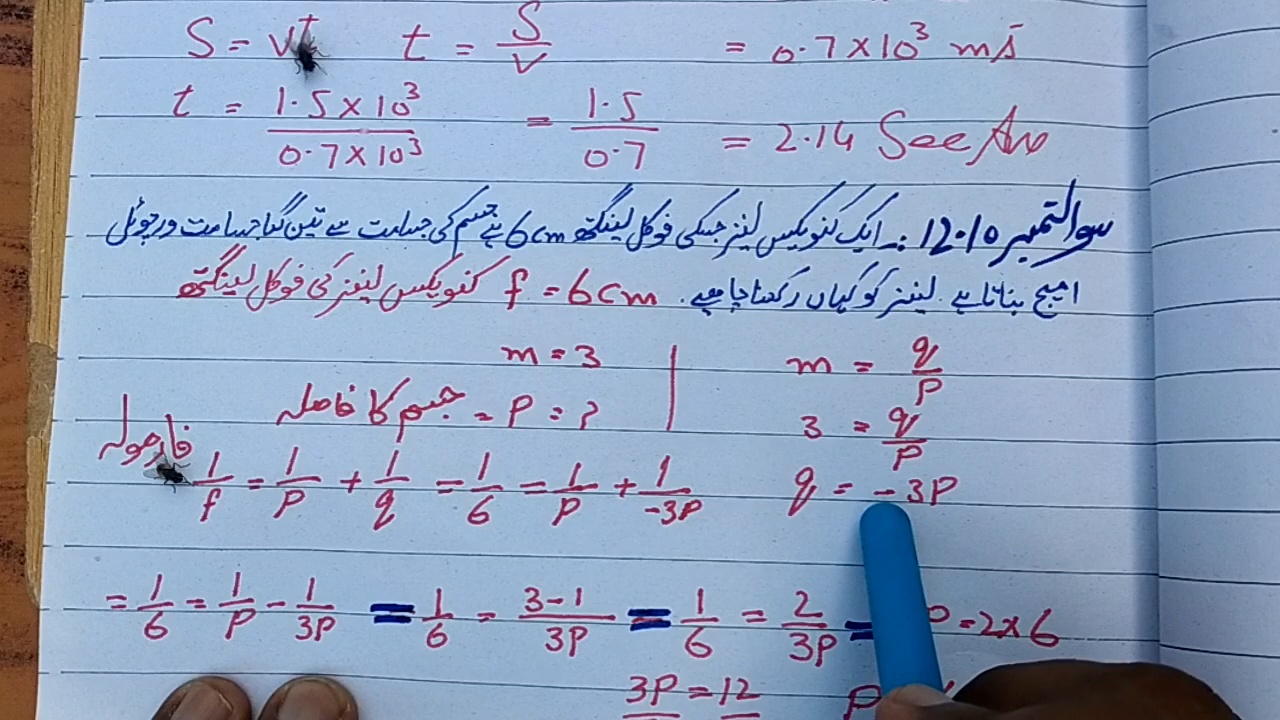 S = vt t = S/v = 0.7×10³ ms
t = 1.5×10³/0.7×10³ = 1.5/0.7 = 2.14 Sec Ans
سوال نمبر 12.10:۔ ایک کنویکس لینز جسکی فوکل لینگتھ 6cm ہے جسم کی جسامت سے تین گنا جسامت ورچوئل
امیج بناتا ہے۔ لینز کو کہاں رکھنا چاہیے۔ f = 6cm کنویکس لینز کی فوکل لینگتھ
m = 3 m = q/P
جسم کا فاصلہ = P = ? 3 = q/P
فارمولہ 1/f = 1/P + 1/q = 1/6 = 1/P + 1/-3P q = -3P
= 1/6 = 1/P - 1/3P = 1/6 = 3-1/3P = 1/6 = 2/3P = = 2×6
3P = 12 P